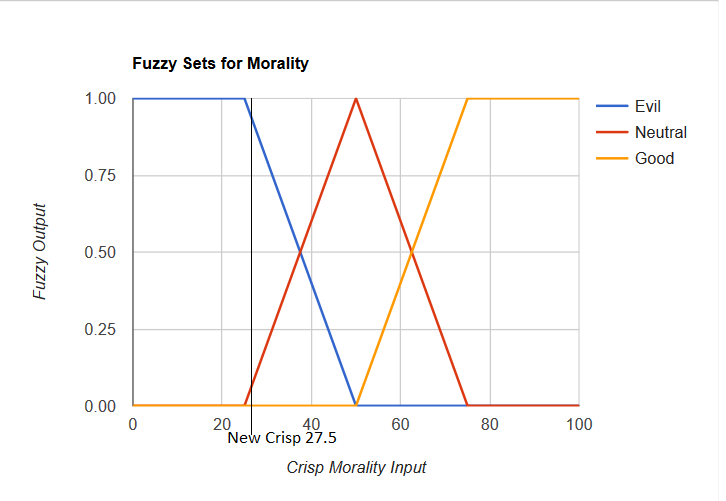 Fuzzy Sets for Morality
1.00
0.75
0.50
0.25
0.00
Fuzzy Output
Evil
Neutral
Good
0 20 40 60 80 100
New Crisp 27.5
Crisp Morality Input